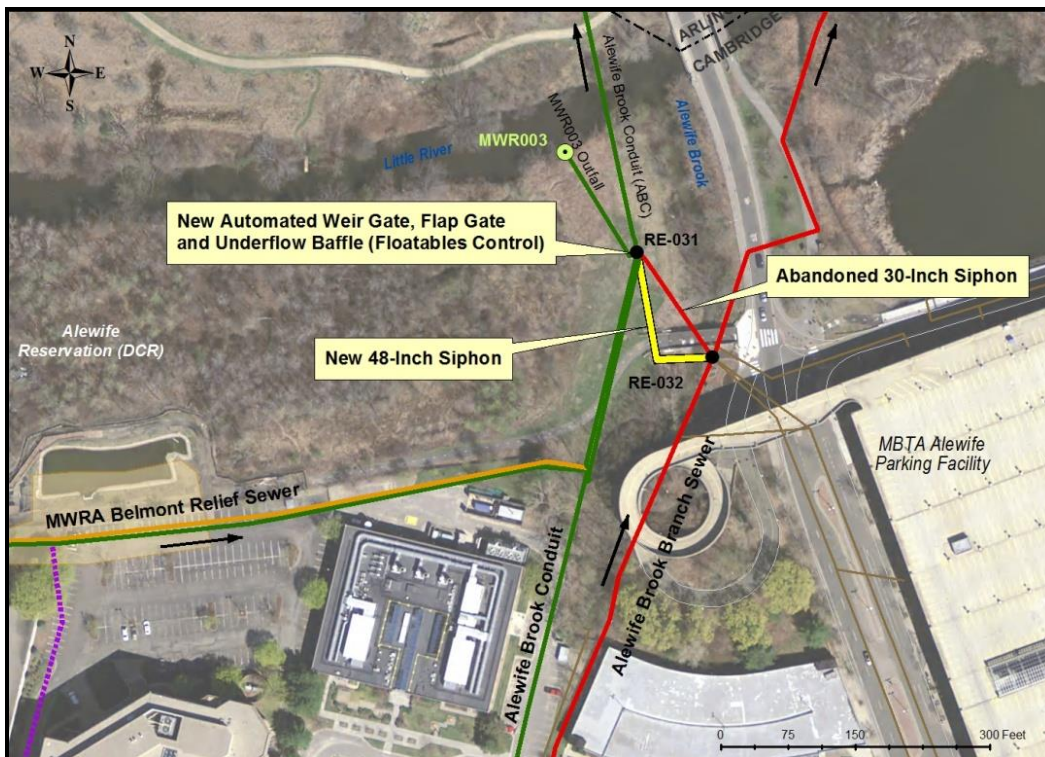 ARLIN
CAMBRIDGE
N
W E
S
Alewife Brook Conduit (ABC)
MWR003 Outfall
MWR003
Little River
Alewife Brook
New Automated Weir Gate, Flap Gate
and Underflow Baffle (Floatables Control)
RE-031
Abandoned 30-Inch Siphon
Alewife
Reservation (DCR)
New 48-Inch Siphon
RE-032
MBTA Alewife
Parking Facility
MWRA Belmont Relief Sewer
Alewife Brook Conduit
Alewife Brook Branch Sewer
0 75 150 300 Feet